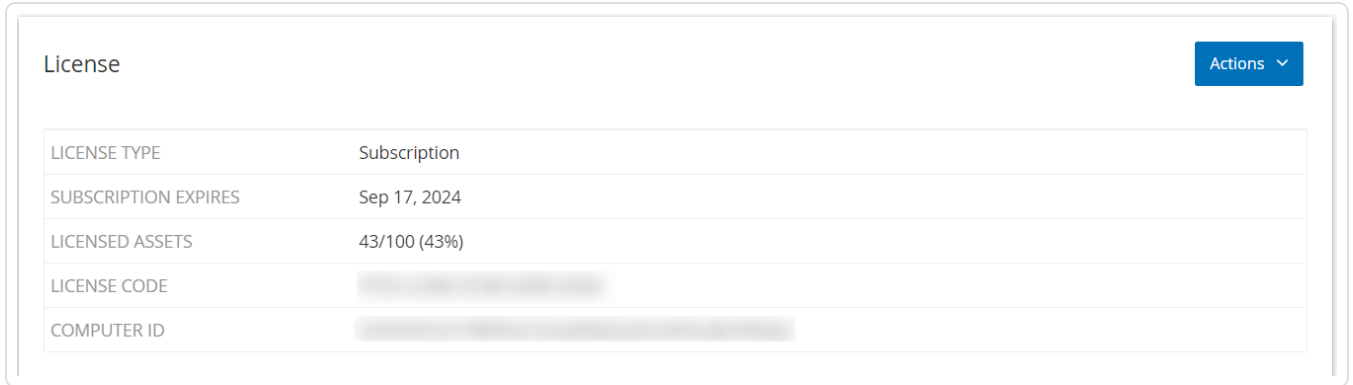 License
Actions
LICENSE TYPE Subscription
SUBSCRIPTION EXPIRES Sep 17, 2024
LICENSED ASSETS 43/100 (43%)
LICENSE CODE
COMPUTER ID